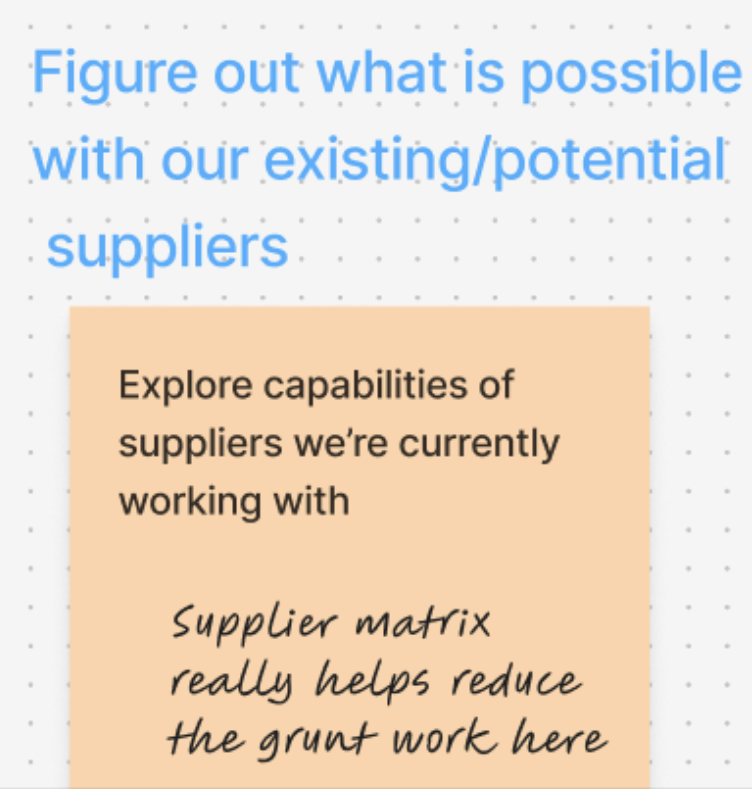 Figure out what is possible
with our existing/potential
suppliers
Explore capabilities of
suppliers we’re currently
working with
Supplier matrix
really helps reduce
the grunt work here